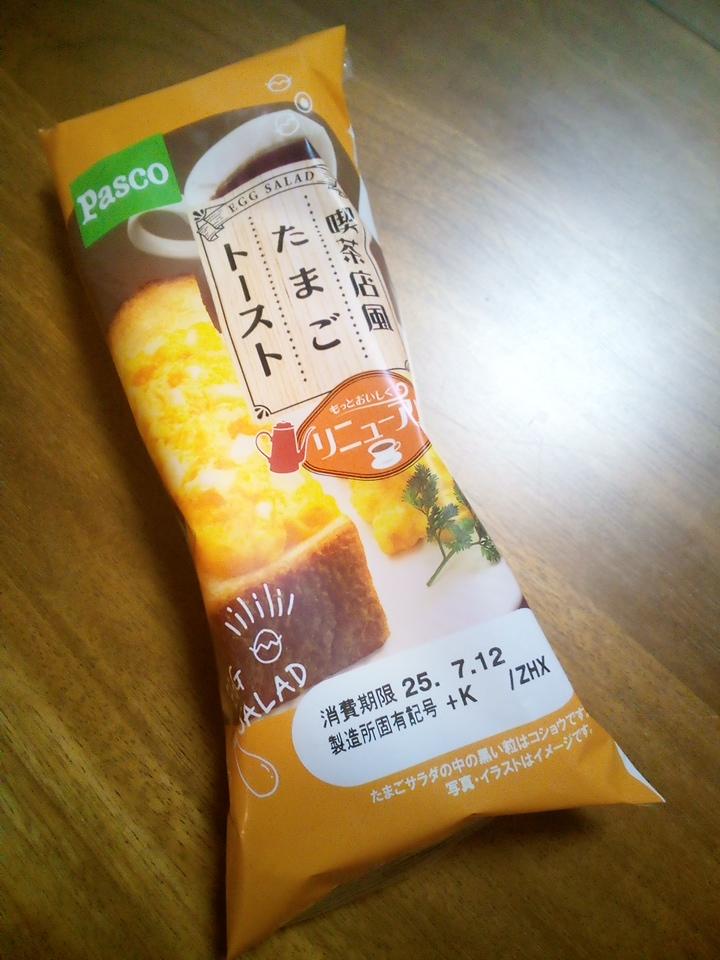 Pasco
EGG SALAD
喫茶店風
たまご
トースト
もっとおいしく
リニューアル
SALAD
消費期限 25. 7.12
製造所固有記号 +K /ZHX
たまごサラダの中の黒い粒はコショウです。
写真・イラストはイメージです。